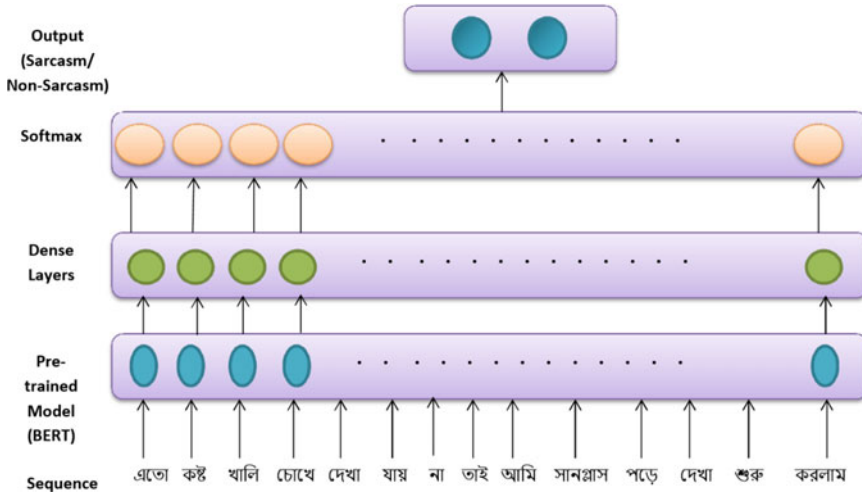 Output
(Sarcasm/
Non-Sarcasm)
Softmax
Dense
Layers
Pre-
trained
Model
(BERT)
Sequence এতো কষ্ট খালি চোখে দেখা যায় না তাই আমি সানগ্লাস পড়ে দেখা শুরু করলাম